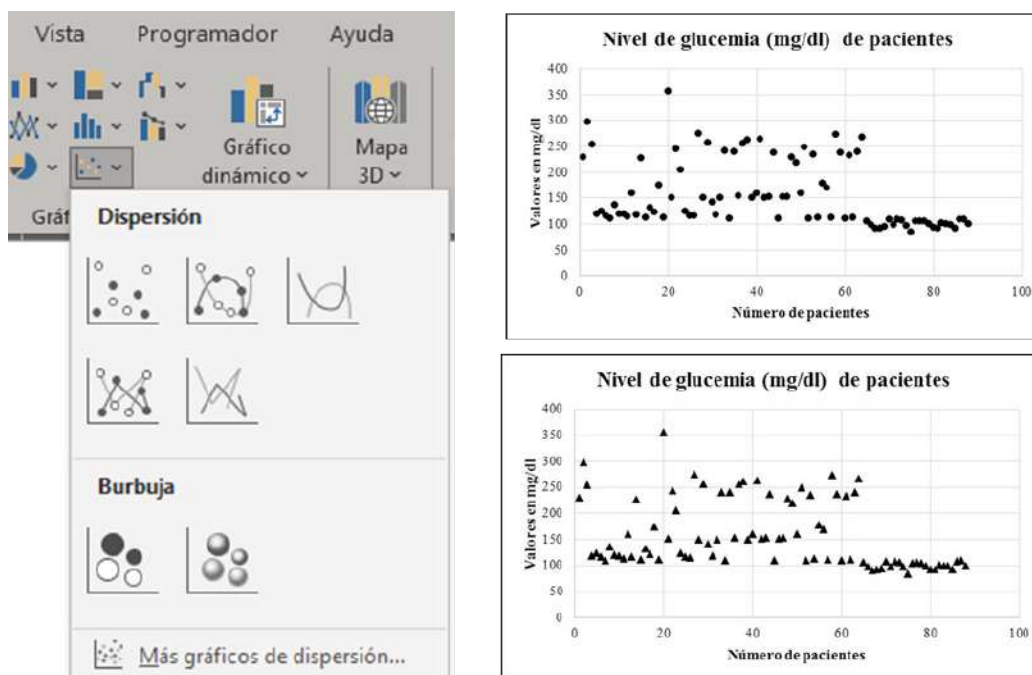 Vista Programador Ayuda
Gráfico
dinámico
Mapa
3D
Gráf
Dispersión
Burbuja
Más gráficos de dispersión...
Nivel de glucemia (mg/dl) de pacientes
Valores en mg/dl
400
350
300
250
200
150
100
50
0
0 20 40 60 80 100
Número de pacientes
Nivel de glucemia (mg/dl) de pacientes
Valores en mg/dl
400
350
300
250
200
150
100
50
0
0 20 40 60 80 100
Número de pacientes